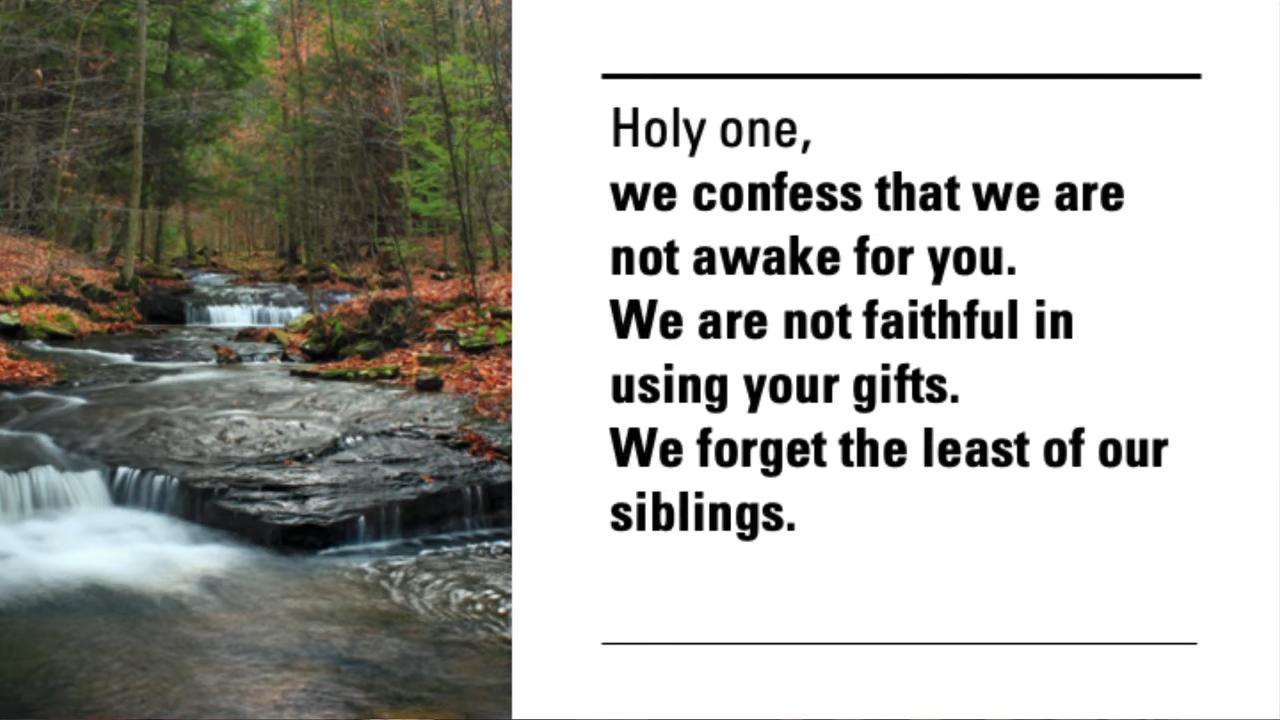 Holy one,
we confess that we are
not awake for you.
We are not faithful in
using your gifts.
We forget the least of our
siblings.